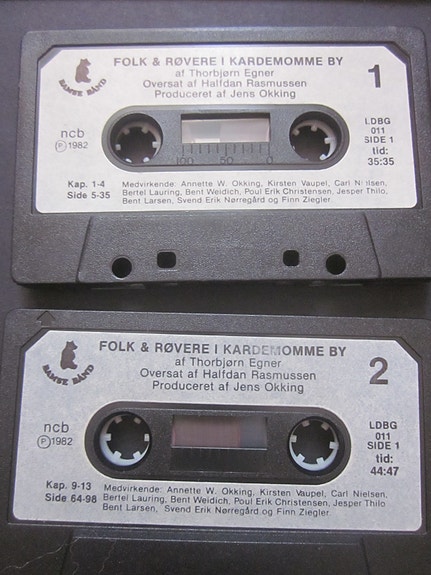 FOLK & RØVERE I KARDEMOMME BY
af Thorbjørn Egner
Oversat af Halfdan Rasmussen
Produceret af Jens Okking
1
BAMSE BÅND
ncb
P 1982
LDBG
011
SIDE 1
tid:
35:35
100 50 0
Kap. 1-4
Side 5-35
Medvirkende: Annette W. Okking, Kirsten Vaupel, Carl Nielsen,
Bertel Lauring, Bent Weidich, Poul Erik Christensen, Jesper Thilo,
Bent Larsen, Svend Erik Nørregård og Finn Ziegler.
FOLK & RØVERE I KARDEMOMME BY
af Thorbjørn Egner
Oversat af Halfdan Rasmussen
Produceret af Jens Okking
2
BAMSE BÅND
ncb
P 1982
LDBG
011
SIDE 1
tid:
44:47
Kap. 9-13
Side 64-98
Medvirkende: Annette W. Okking, Kirsten Vaupel, Carl Nielsen,
Bertel Lauring, Bent Weidich, Poul Erik Christensen, Jesper Thilo
Bent Larsen, Svend Erik Nørregård og Finn Ziegler.